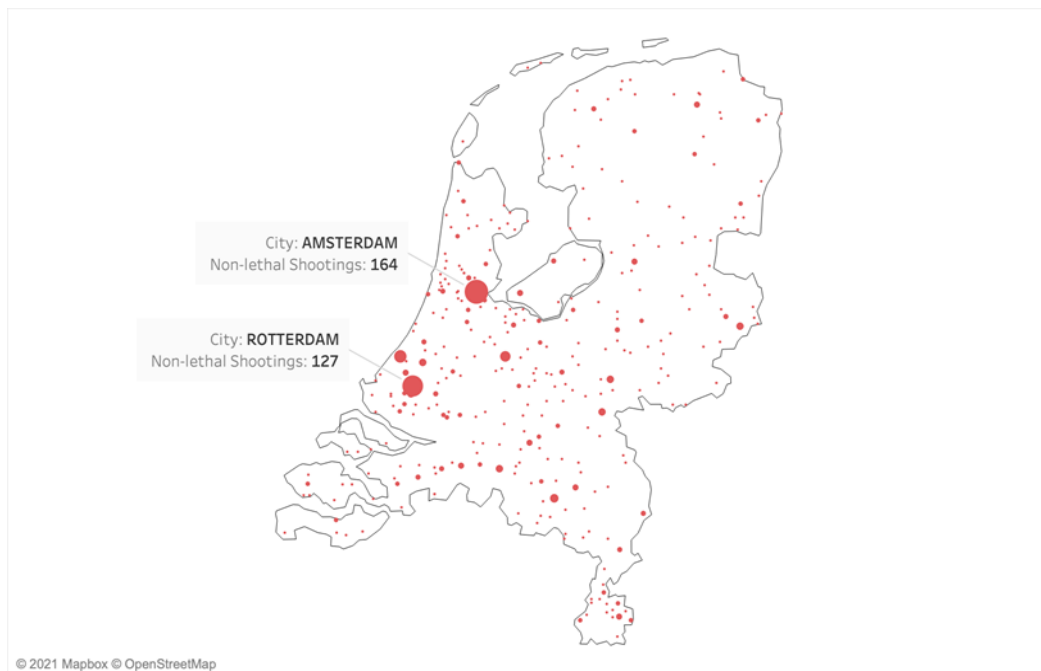 City: AMSTERDAM
Non-lethal Shootings: 164
City: ROTTERDAM
Non-lethal Shootings: 127
© 2021 Mapbox © OpenStreetMap